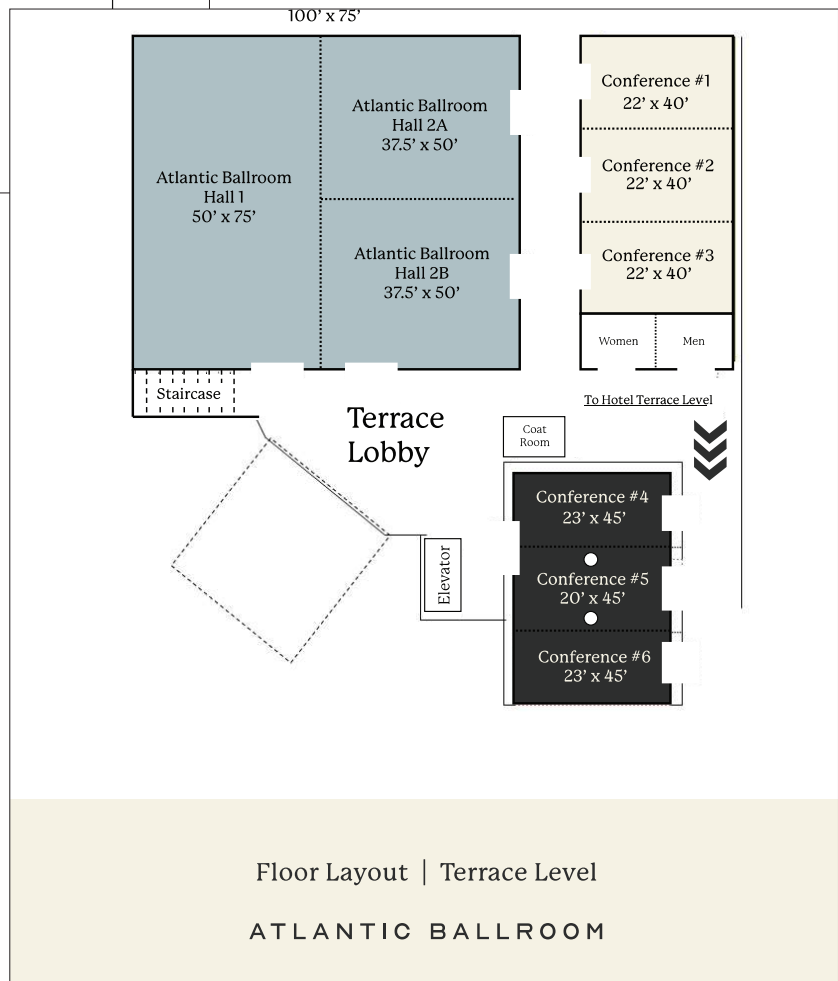 100’ x 75’
Atlantic Ballroom
Hall 1
50’ x 75’
Atlantic Ballroom
Hall 2A
37.5’ x 50’
Atlantic Ballroom
Hall 2B
37.5’ x 50’
Conference #1
22’ x 40’
Conference #2
22’ x 40’
Conference #3
22’ x 40’
Women
Men
Staircase
Terrace
Lobby
To Hotel Terrace Level
Coat
Room
Elevator
Conference #4
23’ x 45’
Conference #5
20’ x 45’
Conference #6
23’ x 45’
Floor Layout | Terrace Level
ATLANTIC BALLROOM